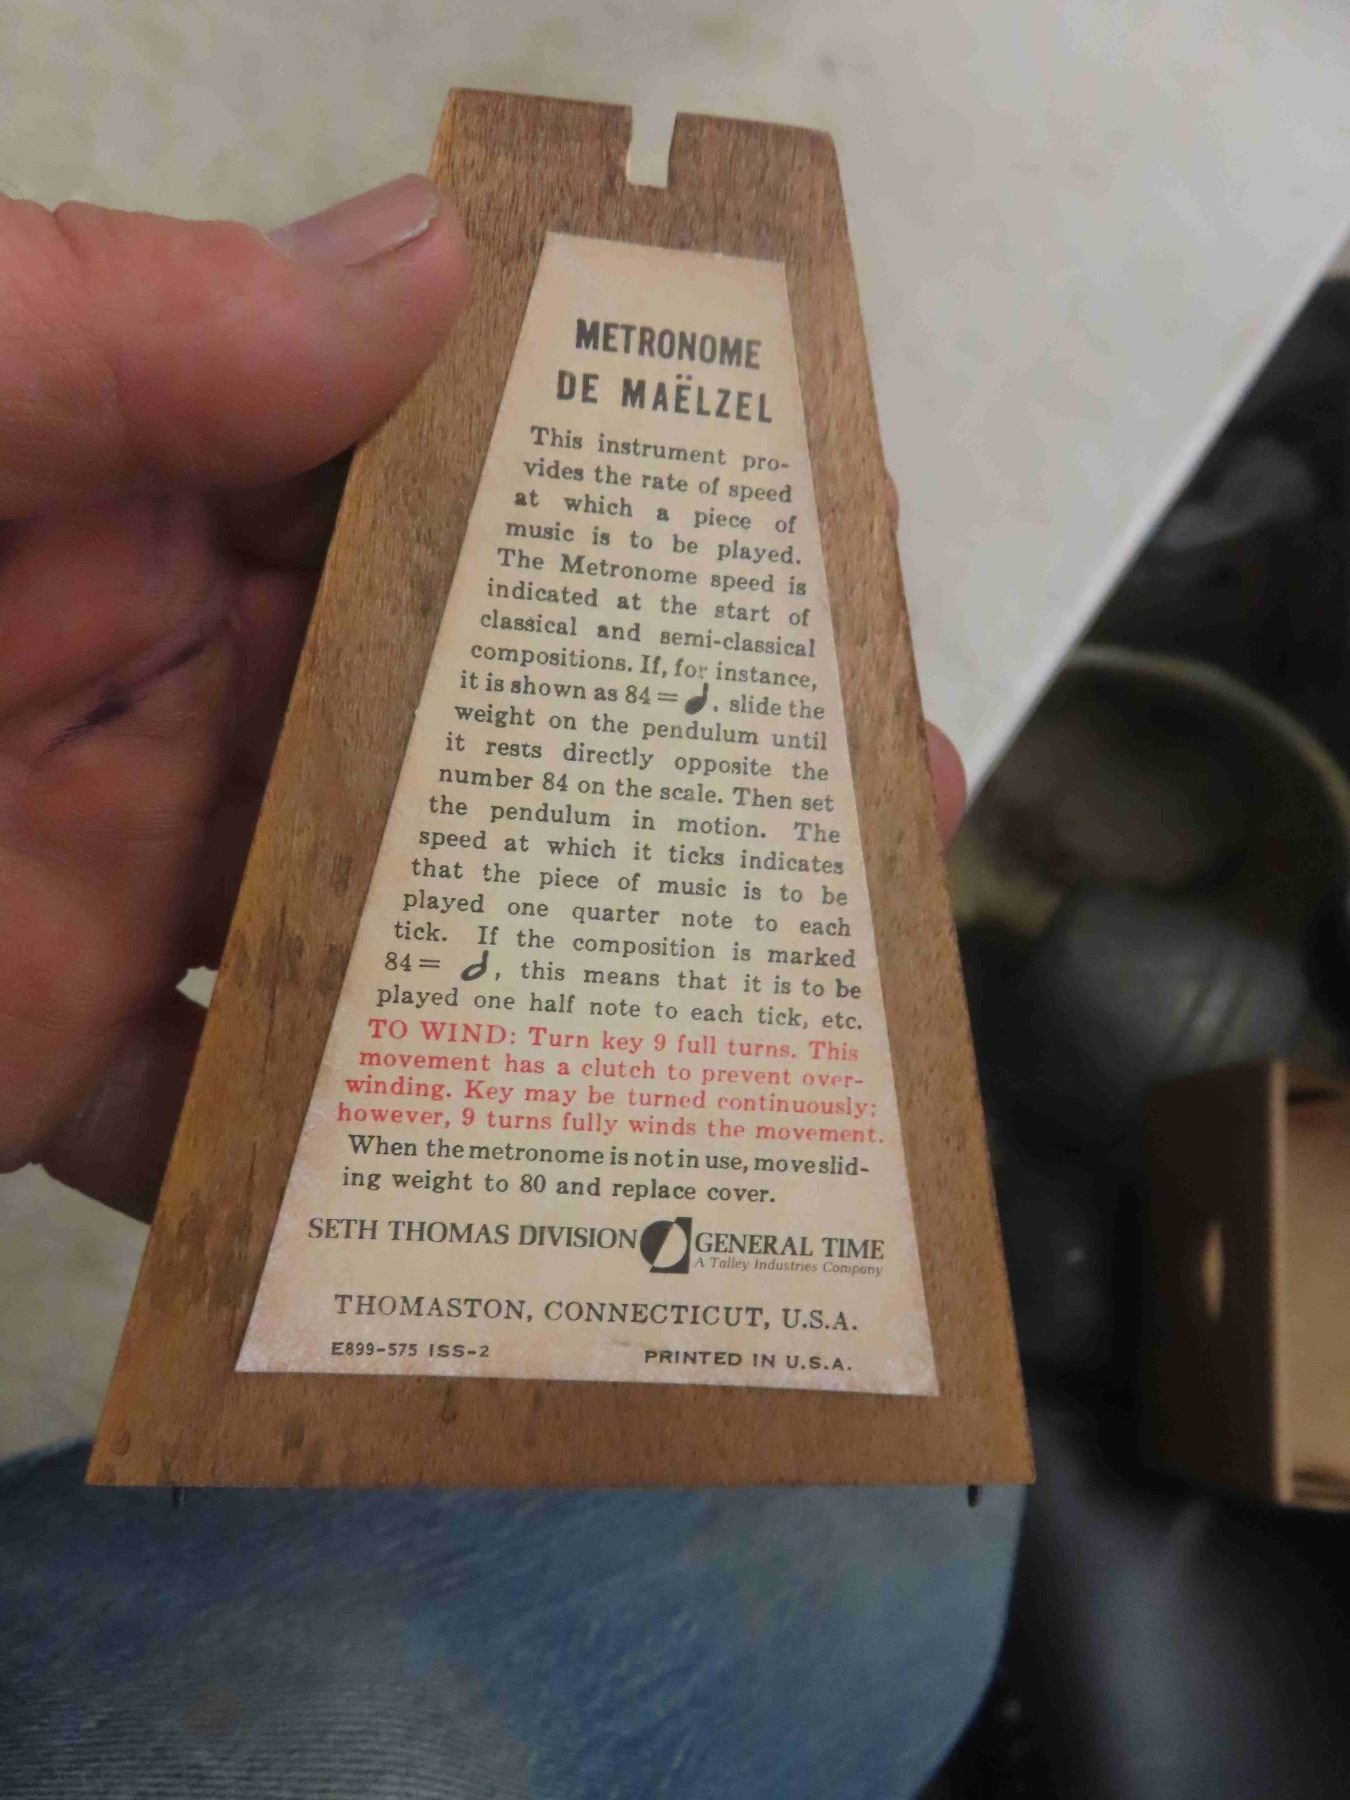 METRONOME
DE MAËLZEL
This instrument pro-
vides the rate of speed
at which a piece of
music is to be played.
The Metronome speed is
indicated at the start of
classical and semi-classical
compositions. If, for instance,
it is shown as 84 = ♩, slide the
weight on the pendulum until
it rests directly opposite the
number 84 on the scale. Then set
the pendulum in motion. The
speed at which it ticks indicates
that the piece of music is to be
played one quarter note to each
tick. If the composition is marked
84 = 𝅗𝅥, this means that it is to be
played one half note to each tick, etc.
TO WIND: Turn key 9 full turns. This
movement has a clutch to prevent over-
winding. Key may be turned continuously;
however, 9 turns fully winds the movement.
When the metronome is not in use, move slid-
ing weight to 80 and replace cover.
SETH THOMAS DIVISION GENERAL TIME
A Talley Industries Company
THOMASTON, CONNECTICUT, U.S.A.
E899-575 ISS-2 PRINTED IN U.S.A.